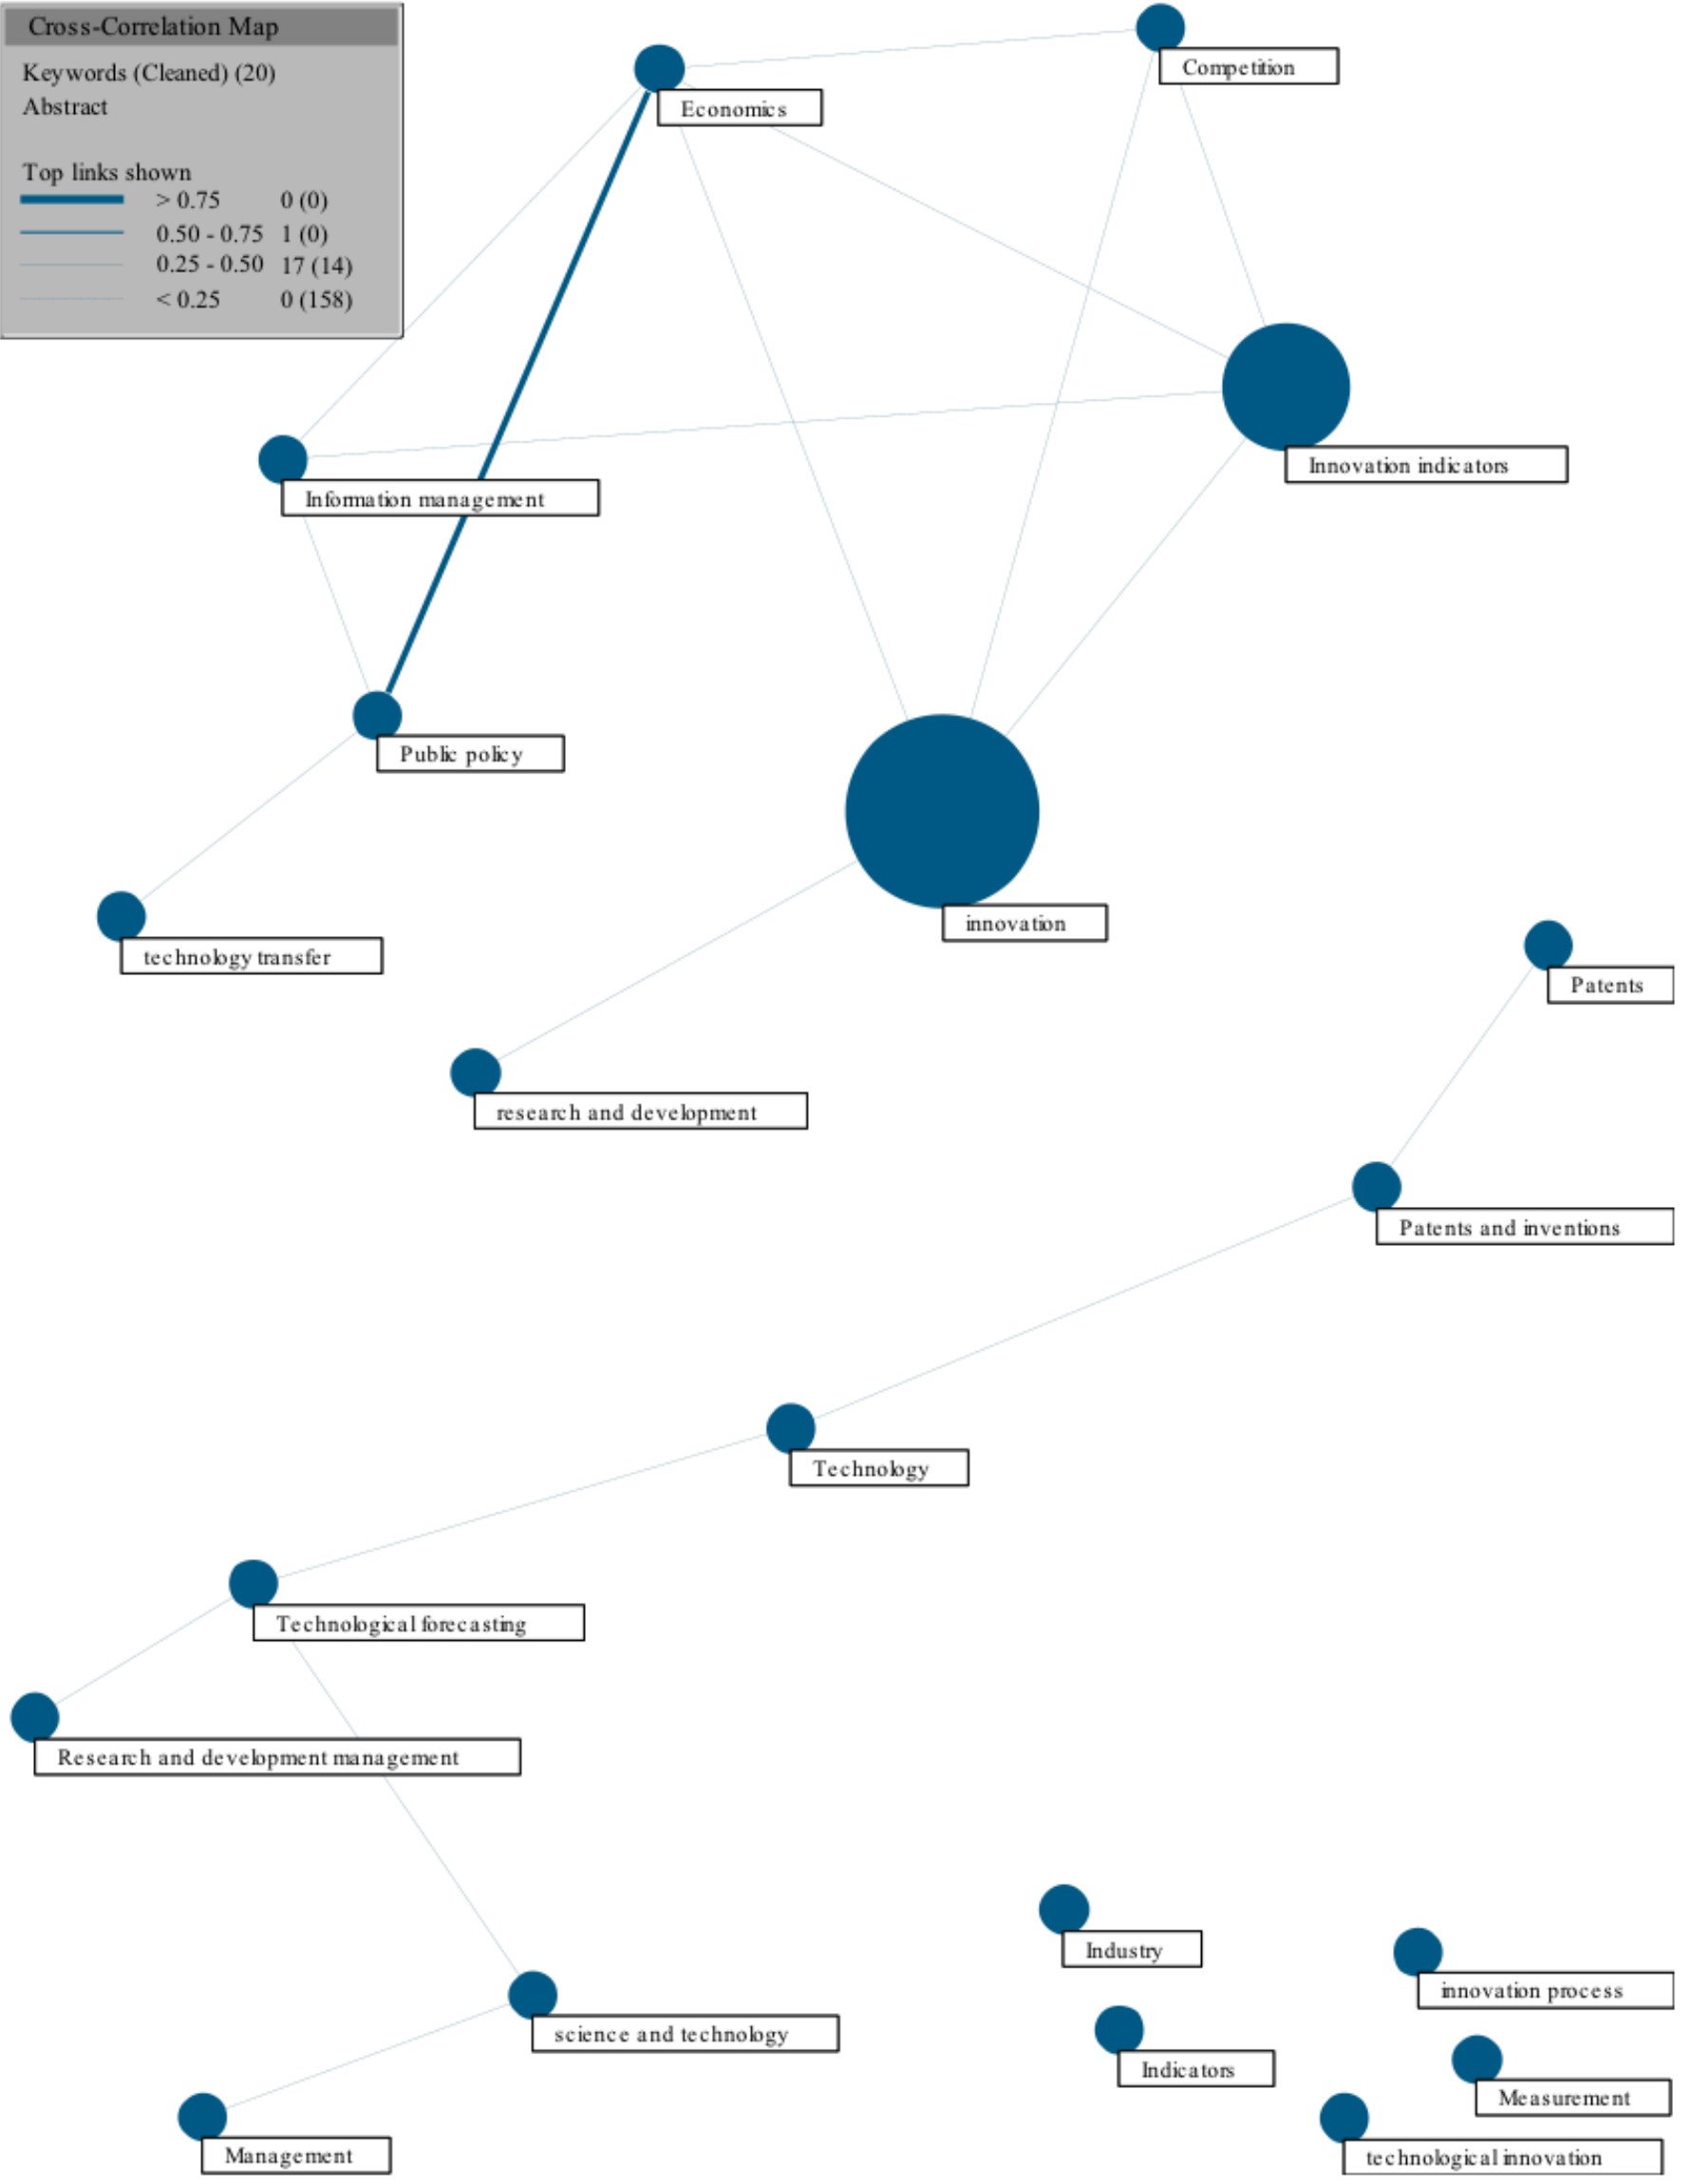 Cross-Correlation Map
Keywords (Cleaned) (20)
Abstract
Top links shown
> 0.75 0 (0)
0.50 - 0.75 1 (0)
0.25 - 0.50 17 (14)
< 0.25 0 (158)
Competition
Economics
Innovation indicators
Information management
Public policy
innovation
technology transfer
Patents
research and development
Patents and inventions
Technology
Technological forecasting
Research and development management
Industry
innovation process
science and technology
Indicators
Measurement
Management
technological innovation